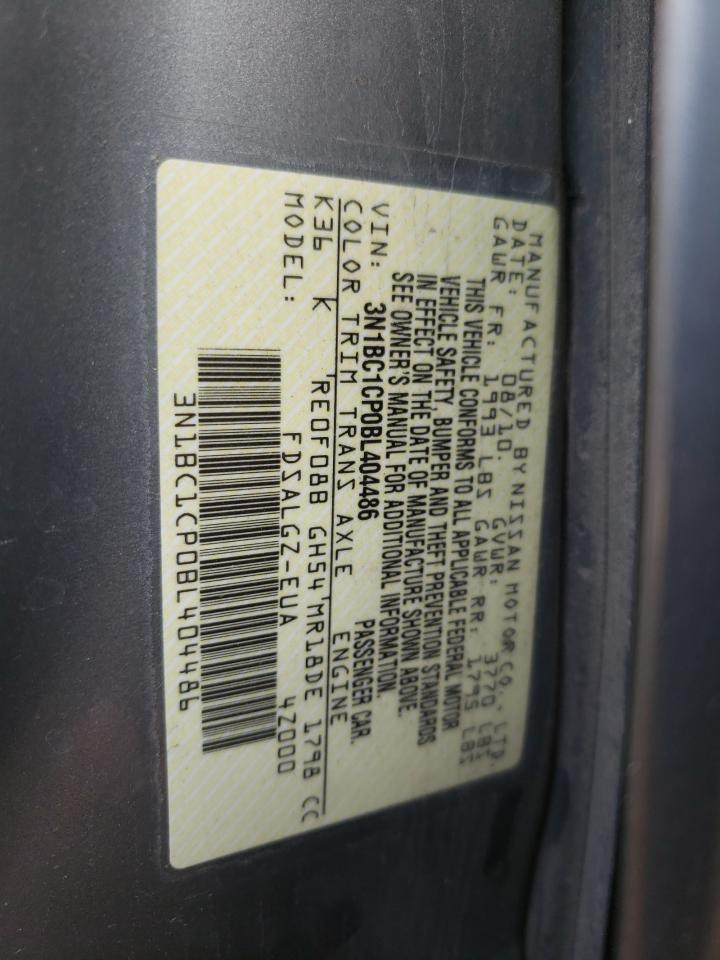 MANUFACTURED BY NISSAN MOTOR CO., LTD.
DATE: 08/10. GVWR: 3770 LBS
GAWR FR: 1993 LBS GAWR RR: 1795 LBS
THIS VEHICLE CONFORMS TO ALL APPLICABLE FEDERAL MOTOR
VEHICLE SAFETY, BUMPER AND THEFT PREVENTION STANDARDS
IN EFFECT ON THE DATE OF MANUFACTURE SHOWN ABOVE.
SEE OWNER'S MANUAL FOR ADDITIONAL INFORMATION.
VIN: 3N1BC1CP0BL404486 PASSENGER CAR.
COLOR TRIM TRANS AXLE ENGINE
K36 K 'RE0F08B GH54'MR18DE 1798 CC
MODEL: FDSALGZ-EUA 4Z000
3N1BC1CP0BL404486